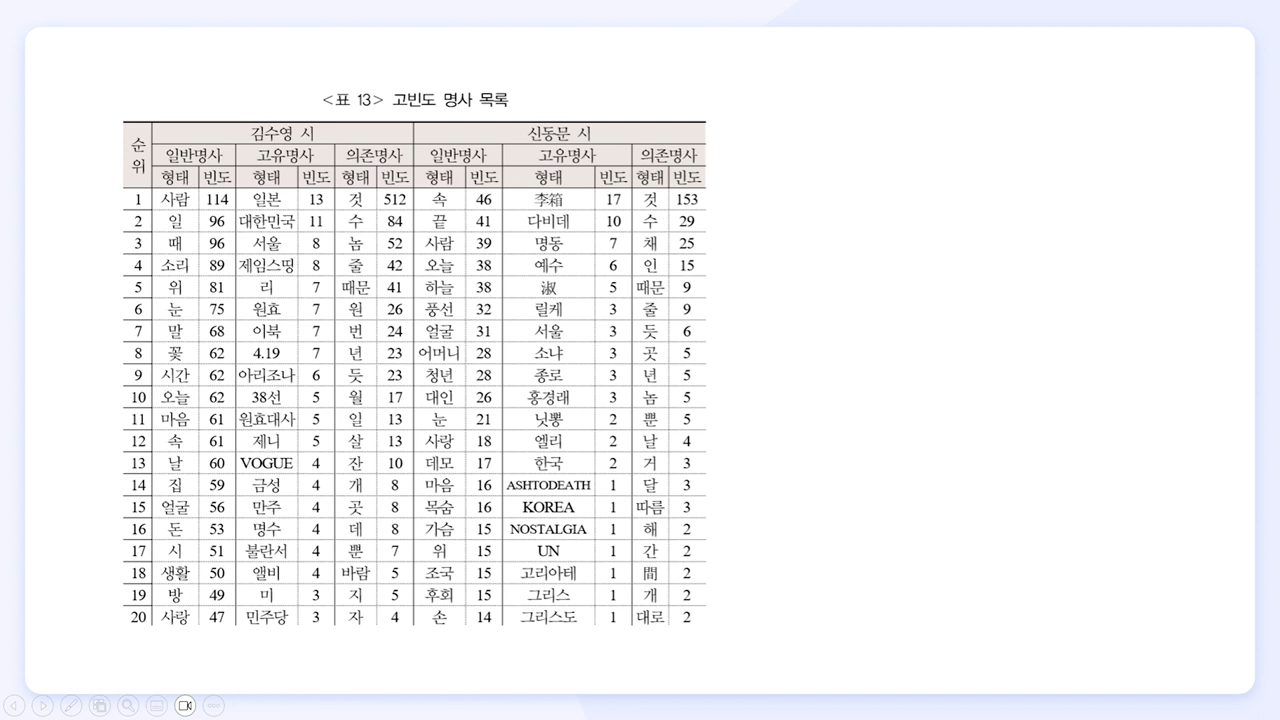 <표 13> 고빈도 명사 목록
순위 김수영 시 신동문 시
일반명사 고유명사 의존명사 일반명사 고유명사 의존명사
형태 빈도 형태 빈도 형태 빈도 형태 빈도 형태 빈도 형태 빈도
1 사람 114 일본 13 것 512 속 46 李箱 17 것 153
2 일 96 대한민국 11 수 84 끝 41 다비데 10 수 29
3 때 96 서울 8 놈 52 사람 39 명동 7 채 25
4 소리 89 제임스띵 8 줄 42 오늘 38 예수 6 인 15
5 위 81 리 7 때문 41 하늘 38 淑 5 때문 9
6 눈 75 원효 7 원 26 풍선 32 릴케 3 줄 9
7 말 68 이북 7 번 24 얼굴 31 서울 3 듯 6
8 꽃 62 4.19 7 년 23 어머니 28 소냐 3 곳 5
9 시간 62 아리조나 6 듯 23 청년 28 종로 3 년 5
10 오늘 62 38선 5 월 17 대인 26 홍경래 3 놈 5
11 마음 61 원효대사 5 일 13 눈 21 닛뽕 2 뿐 5
12 속 61 제니 5 살 13 사랑 18 엘리 2 날 4
13 날 60 VOGUE 4 잔 10 데모 17 한국 2 거 3
14 집 59 금성 4 개 8 마음 16 ASHTODEATH 1 달 3
15 얼굴 56 만주 4 곳 8 목숨 16 KOREA 1 따름 3
16 돈 53 명수 4 데 8 가슴 15 NOSTALGIA 1 해 2
17 시 51 불란서 4 뿐 7 위 15 UN 1 간 2
18 생활 50 앨비 4 바람 5 조국 15 고리아테 1 間 2
19 방 49 미 3 지 5 후회 15 그리스 1 개 2
20 사랑 47 민주당 3 자 4 손 14 그리스도 1 대로 2